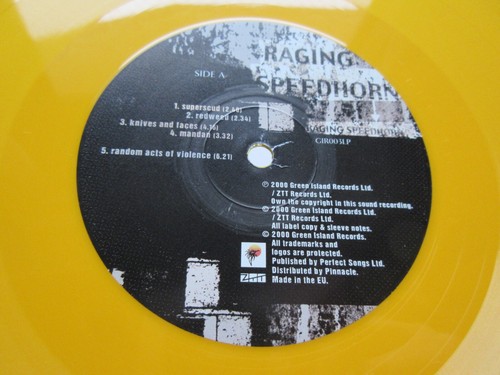 RAGING
SPEEDHORN
SIDE A
RAGING SPEEDHORN
GIR003LP
1. superscud (2.48)
2. redweed (2.34)
3. knives and faces (4.16)
4. mandan (3.32)
5. random acts of violence (6.21)
℗ 2000 Green Island Records Ltd.
/ ZTT Records Ltd.
Own the copyright in this sound recording.
© 2000 Green Island Records Ltd.
/ ZTT Records Ltd.
All label copy & sleeve notes.
© 2000 Green Island Records.
All trademarks and
logos are protected.
Published by Perfect Songs Ltd.
Distributed by Pinnacle.
Made in the EU.
ZTT